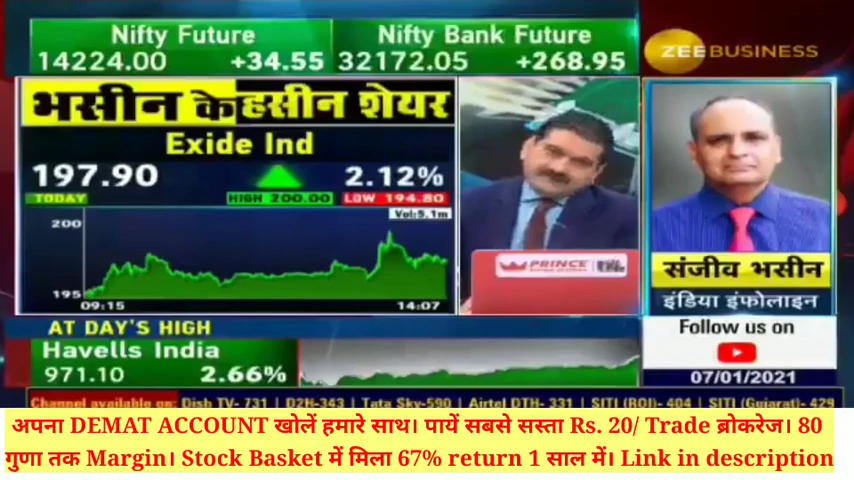 Nifty Future
14224.00 +34.55
Nifty Bank Future
32172.05 +268.95
ZEE BUSINESS
भसीन के हसीन शेयर
Exide Ind
197.90 2.12%
TODAY HIGH 200.00 LOW 194.80
Vol:5.1m
200
195
09:15 14:07
PRINCE
संजीव भसीन
इंडिया इंफोलाइन
AT DAY'S HIGH
Havells India
971.10 2.66%
Follow us on
07/01/2021
Channel available on: Dish TV- 731 | D2H-343 | Tata Sky-590 | Airtel DTH- 331 | SITI (ROI)- 404 | SITI (Gujarat)- 429
अपना DEMAT ACCOUNT खोलें हमारे साथ। पायें सबसे सस्ता Rs. 20/ Trade ब्रोकरेज। 80
गुणा तक Margin। Stock Basket में मिला 67% return 1 साल में। Link in description